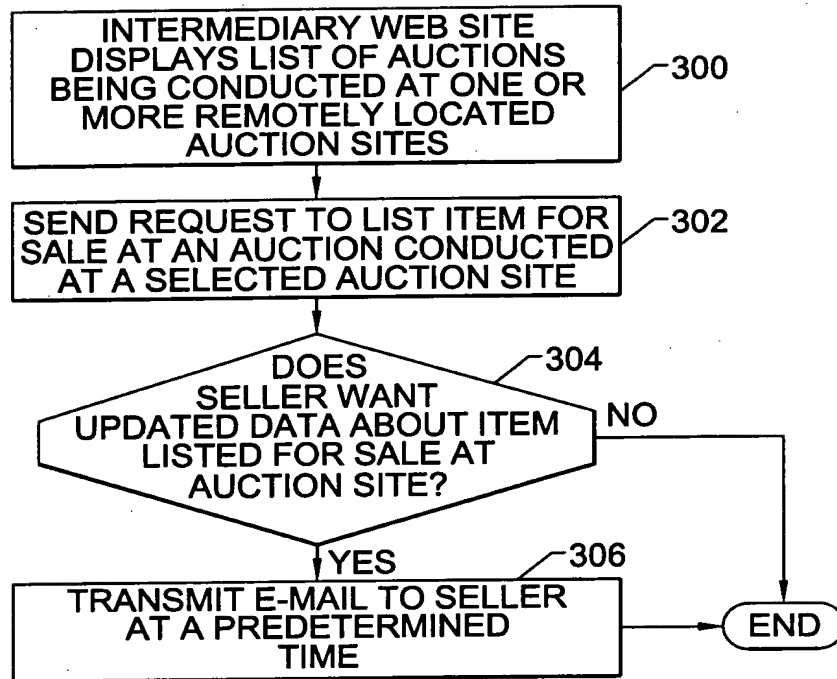 INTERMEDIARY WEB SITE
DISPLAYS LIST OF AUCTIONS
BEING CONDUCTED AT ONE OR
MORE REMOTELY LOCATED
AUCTION SITES
300
SEND REQUEST TO LIST ITEM FOR
SALE AT AN AUCTION CONDUCTED
AT A SELECTED AUCTION SITE
302
DOES
SELLER WANT
UPDATED DATA ABOUT ITEM
LISTED FOR SALE AT
AUCTION SITE?
304
NO
YES
306
TRANSMIT E-MAIL TO SELLER
AT A PREDETERMINED
TIME
END